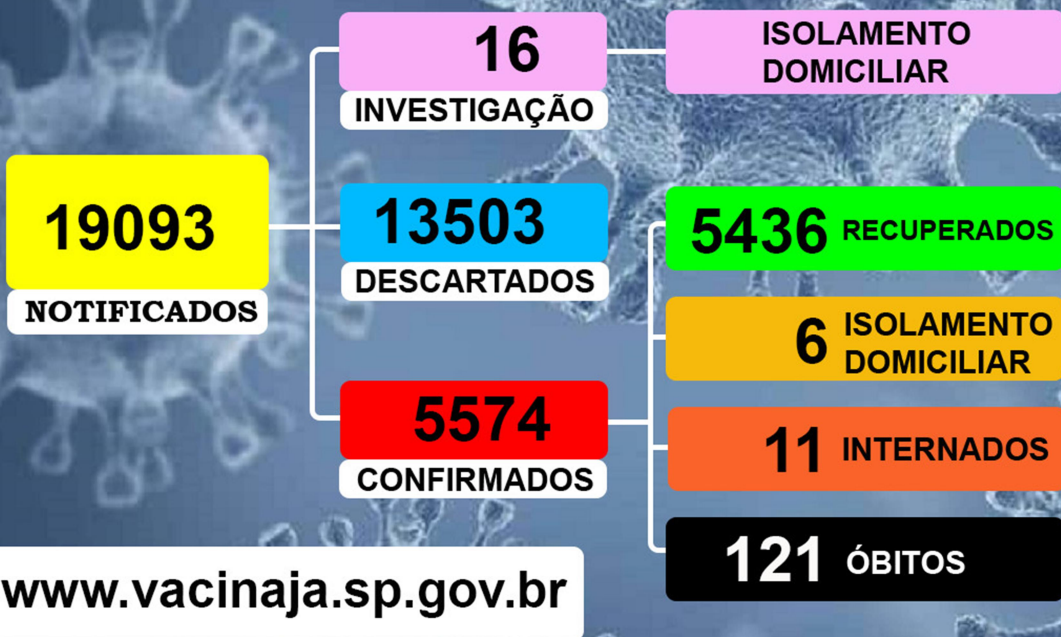 19093
NOTIFICADOS
16
INVESTIGAÇÃO
ISOLAMENTO
DOMICILIAR
13503
DESCARTADOS
5574
CONFIRMADOS
5436 RECUPERADOS
6 ISOLAMENTO
DOMICILIAR
11 INTERNADOS
121 ÓBITOS
www.vacinaja.sp.gov.br